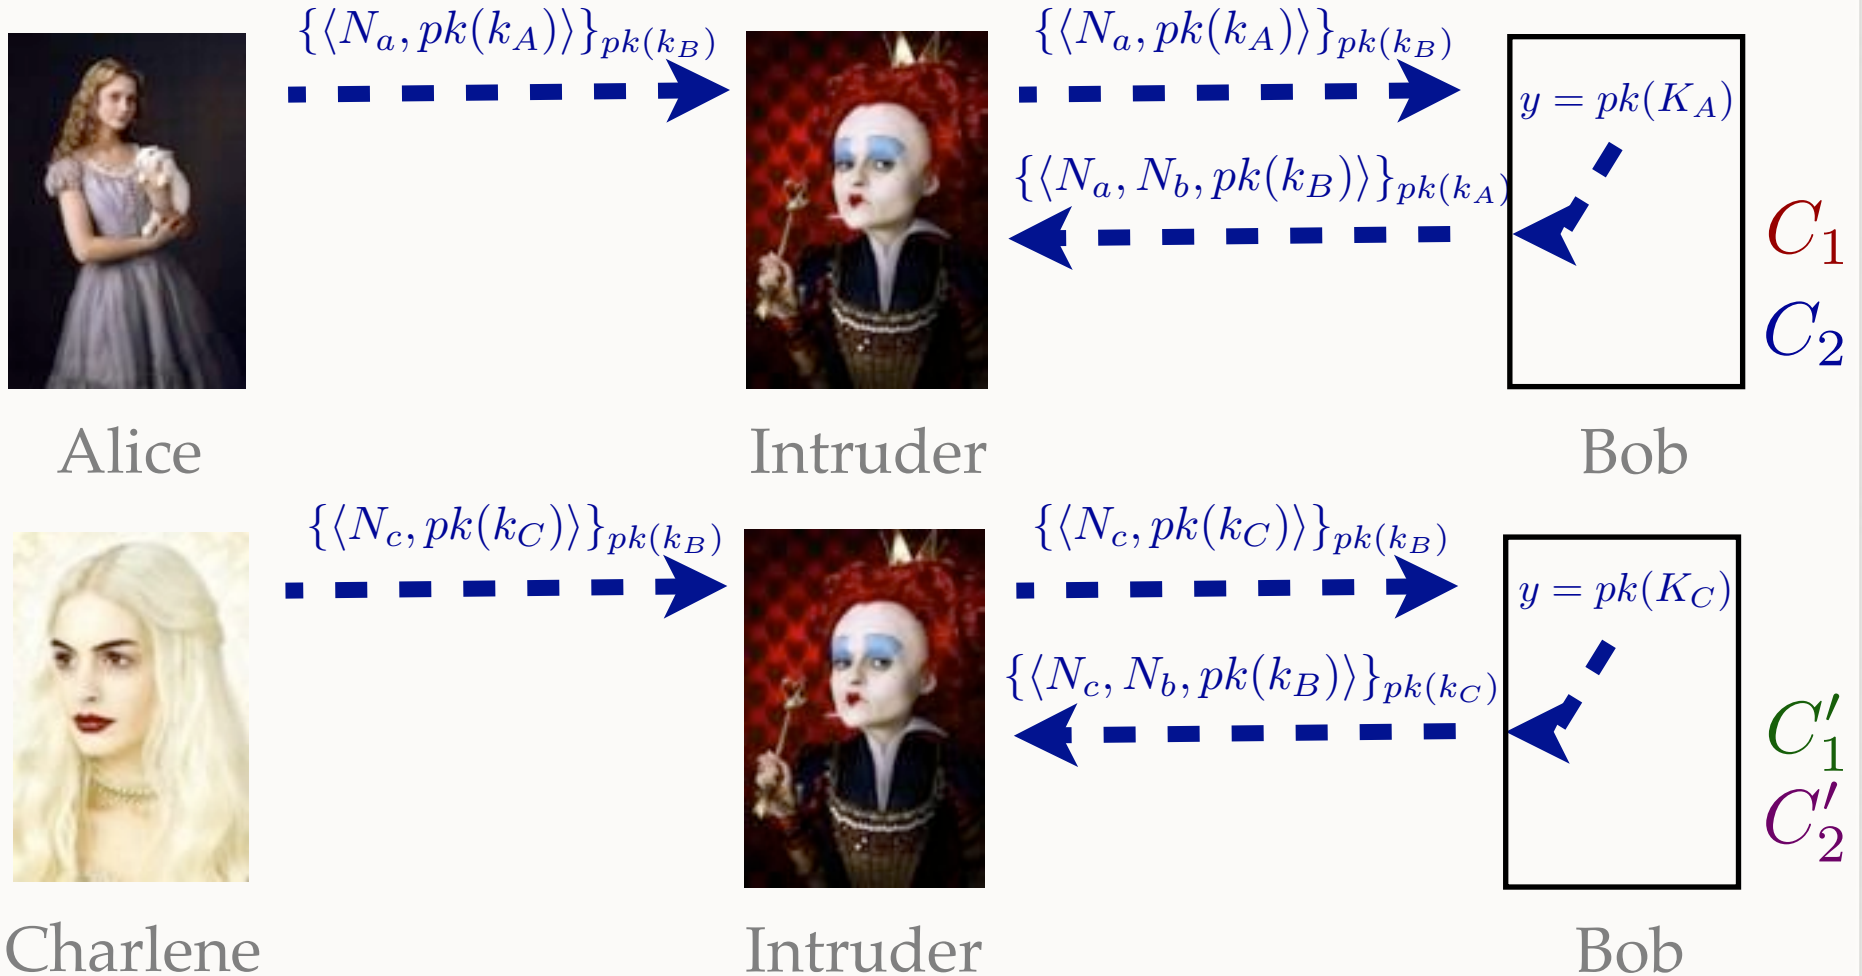 {⟨N_a, pk(k_A)⟩}_{pk(k_B)} {⟨N_a, pk(k_A)⟩}_{pk(k_B)}
y = pk(K_A)
{⟨N_a, N_b, pk(k_B)⟩}_{pk(k_A)}
C_1
C_2
Alice Intruder Bob
{⟨N_c, pk(k_C)⟩}_{pk(k_B)} {⟨N_c, pk(k_C)⟩}_{pk(k_B)}
y = pk(K_C)
{⟨N_c, N_b, pk(k_B)⟩}_{pk(k_C)}
C'_1
C'_2
Charlene Intruder Bob